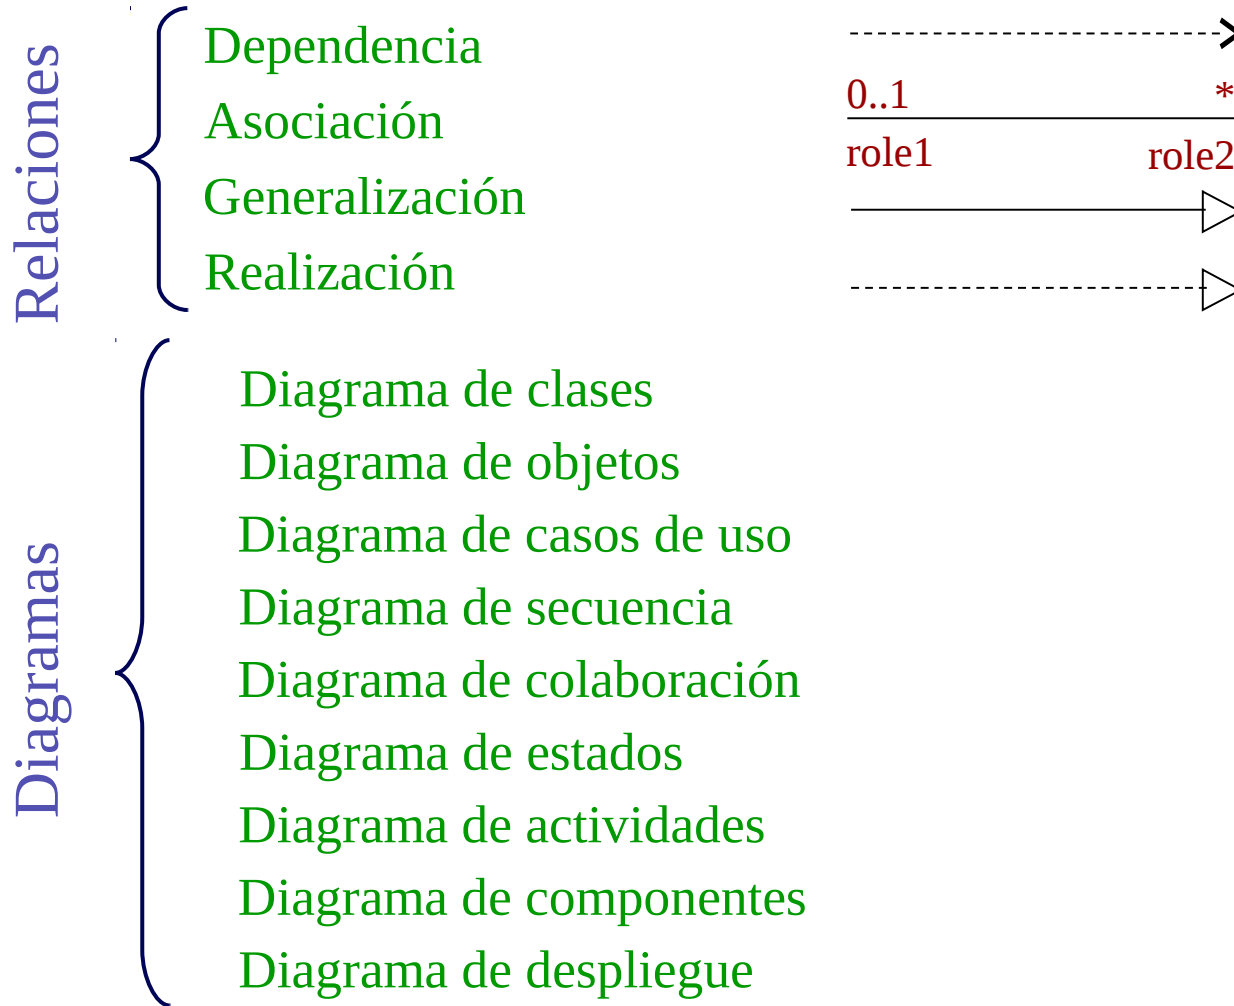 Relaciones
Dependencia
Asociación
0..1 *
role1 role2
Generalización
Realización
Diagramas
Diagrama de clases
Diagrama de objetos
Diagrama de casos de uso
Diagrama de secuencia
Diagrama de colaboración
Diagrama de estados
Diagrama de actividades
Diagrama de componentes
Diagrama de despliegue